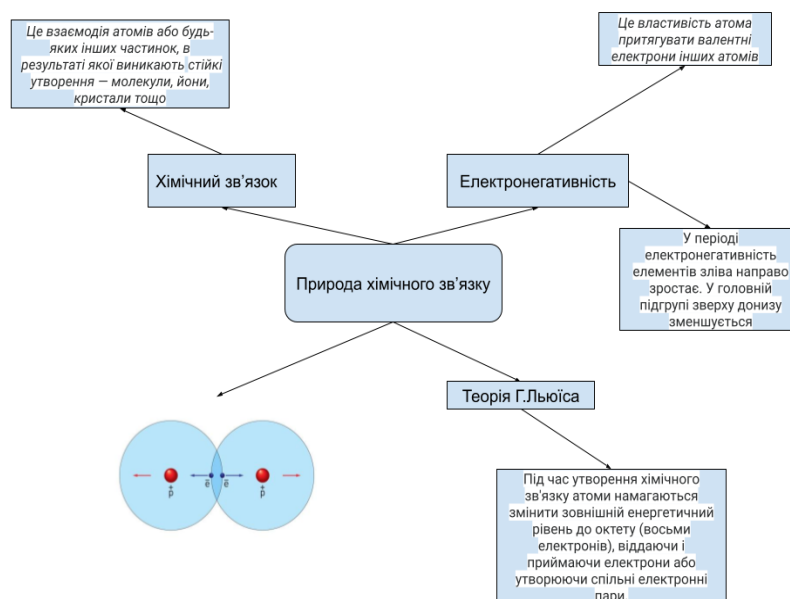 Це взаємодія атомів або будь-
яких інших частинок, в
результаті якої виникають стійкі
утворення — молекули, йони,
кристали тощо
Це властивість атома
притягувати валентні
електрони інших атомів
Хімічний зв’язок
Електронегативність
У періоді
електронегативність
елементів зліва направо
зростає. У головній
підгрупі зверху донизу
зменшується
Природа хімічного зв’язку
Теорія Г.Льюїса
p̄ ē ē p̄
Під час утворення хімічного
зв'язку атоми намагаються
змінити зовнішній енергетичний
рівень до октету (восьми
електронів), віддаючи і
приймаючи електрони або
утворюючи спільні електронні
пари